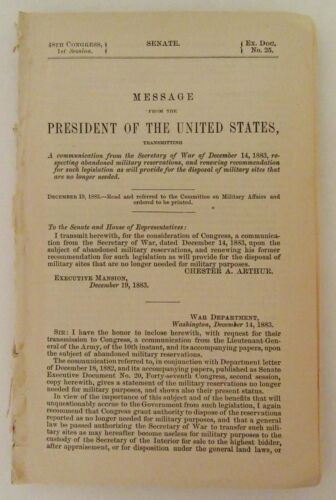 48TH CONGRESS, SENATE. Ex. Doc.
1st Session. No. 25.
MESSAGE
FROM THE
PRESIDENT OF THE UNITED STATES,
TRANSMITTING
A communication from the Secretary of War of December 14, 1883, re-
specting abandoned military reservations, and renewing recommendation
for such legislation as will provide for the disposal of military sites that
are no longer needed.
DECEMBER 19, 1883.—Read and referred to the Committee on Military Affairs and
ordered to be printed.
To the Senate and House of Representatives:
I transmit herewith, for the consideration of Congress, a communica-
tion from the Secretary of War, dated December 14, 1883, upon the
subject of abandoned military reservations, and renewing his former
recommendation for such legislation as will provide for the disposal of
military sites that are no longer needed for military purposes.
CHESTER A. ARTHUR.
EXECUTIVE MANSION,
December 19, 1883.
WAR DEPARTMENT,
Washington, December 14, 1883.
SIR: I have the honor to inclose herewith, with request for their
transmission to Congress, a communication from the Lieutenant-Gen-
eral of the Army, of the 10th instant, and its accompanying papers, upon
the subject of abandoned military reservations.
The communication referred to, in conjunction with Department letter
of December 18, 1882, and its accompanying papers, published as Senate
Executive Document No. 20, Forty-seventh Congress, second session,
copy herewith, gives a statement of the military reservations no longer
needed for military purposes, and shows also their present status.
In view of the importance of this subject and of the benefits that will
unquestionably accrue to the Government from such legislation, I again
recommend that Congress grant authority to dispose of the reservations
reported as no longer needed for military purposes, and that a general
law be passed authorizing the Secretary of War to transfer such mili-
tary sites as may hereafter become useless for military purposes to the
custody of the Secretary of the Interior for sale to the highest bidder,
after appraisement, or for disposition under the general land laws, or